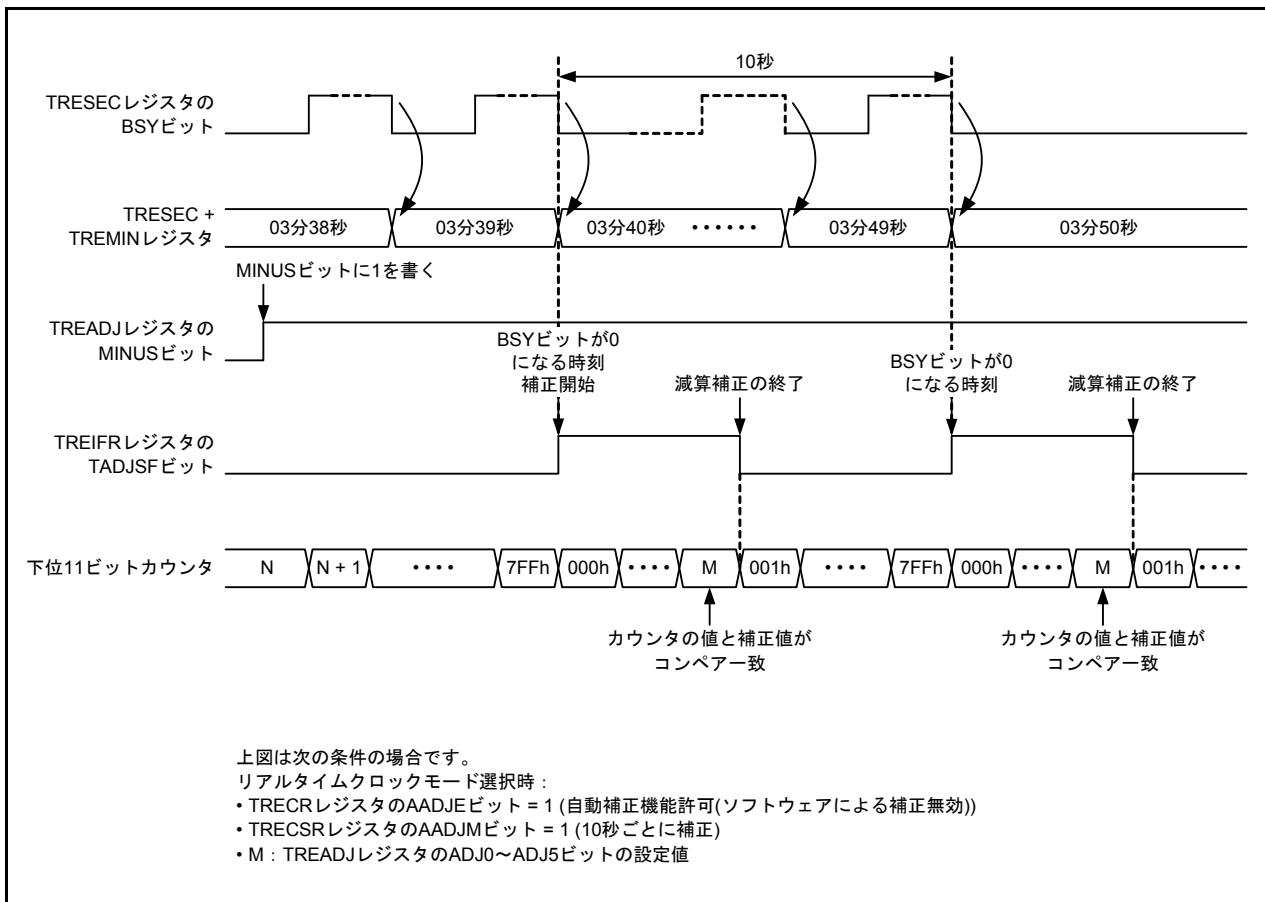 10秒
TRESECレジスタの
BSYビット
TRESEC +
TREMINレジスタ
03分38秒
03分39秒
03分40秒
••••••
03分49秒
03分50秒
MINUSビットに1を書く
TREADJレジスタの
MINUSビット
BSYビットが0
になる時刻
補正開始
減算補正の終了
BSYビットが0
になる時刻
減算補正の終了
TREIFRレジスタの
TADJSFビット
下位11ビットカウンタ
N
N + 1
••••
7FFh
000h
••••
M
001h
••••
7FFh
000h
••••
M
001h
••••
カウンタの値と補正値が
コンペア一致
カウンタの値と補正値が
コンペア一致
上図は次の条件の場合です。
リアルタイムクロックモード選択時：
• TRECRレジスタのAADJEビット = 1 (自動補正機能許可(ソフトウェアによる補正無効))
• TRECSRレジスタのAADJMビット = 1 (10秒ごとに補正)
• M：TREADJレジスタのADJ0～ADJ5ビットの設定値